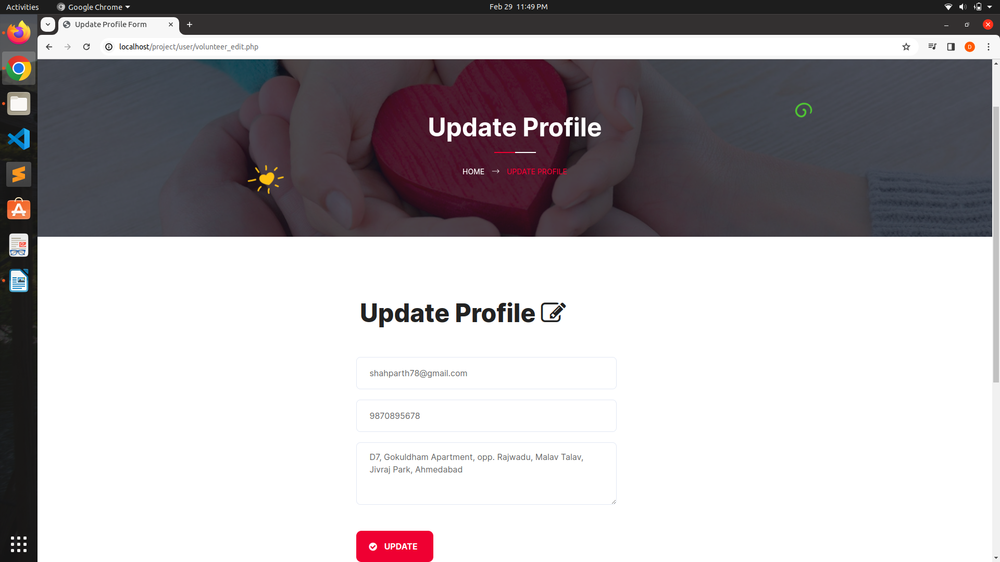 Activities
Google Chrome
Feb 29 11:49 PM
Update Profile Form
localhost/project/user/volunteer_edit.php
D
Update Profile
HOME → UPDATE PROFILE
Update Profile
shahparth78@gmail.com
9870895678
D7, Gokuldham Apartment, opp. Rajwadu, Malav Talav,
Jivraj Park, Ahmedabad
UPDATE